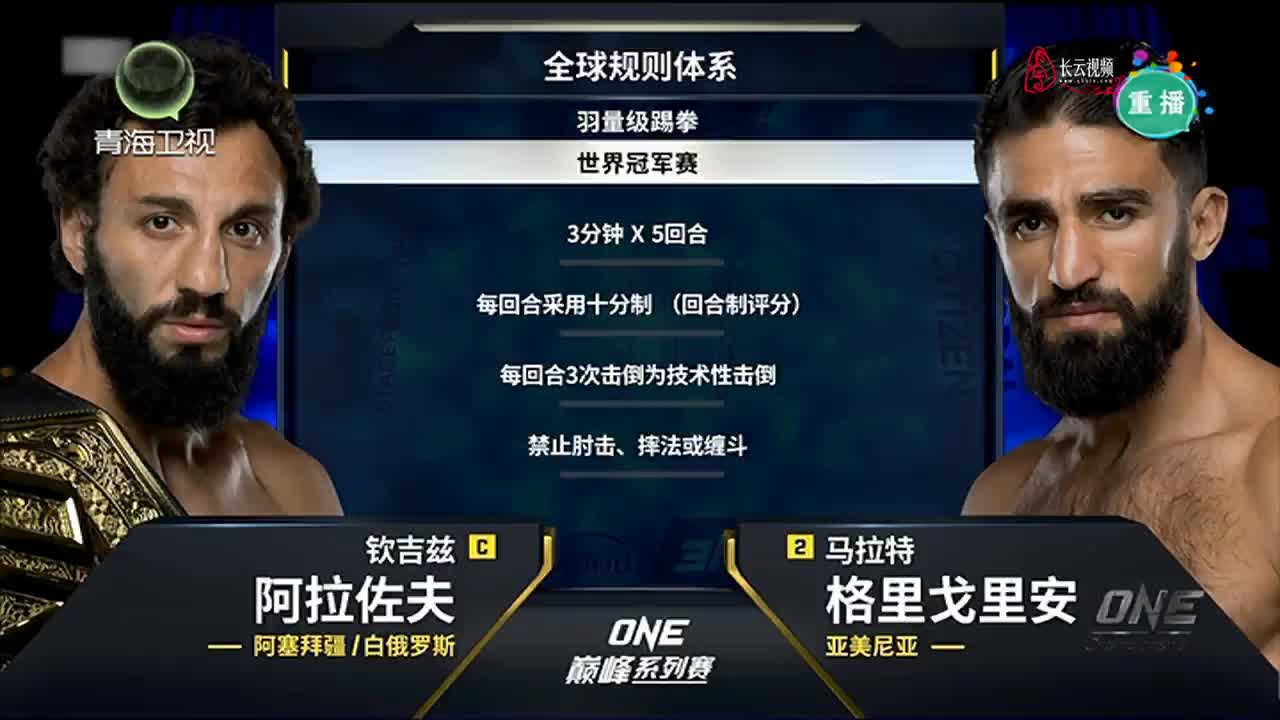 全球规则体系
长云视频
重播
青海卫视
羽量级踢拳
世界冠军赛
3分钟 X 5回合
每回合采用十分制 （回合制评分）
每回合3次击倒为技术性击倒
禁止肘击、摔法或缠斗
钦吉兹 C
阿拉佐夫
阿塞拜疆/白俄罗斯
2 马拉特
格里戈里安
亚美尼亚
ONE
巅峰系列赛
ONE